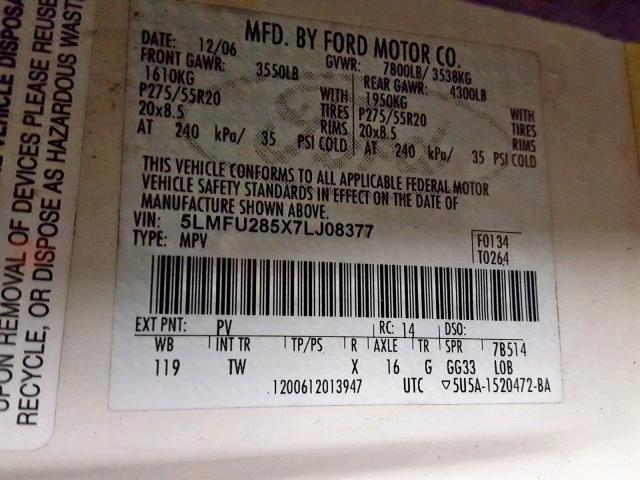 MFD. BY FORD MOTOR CO.
DATE: 12/06 GVWR: 7800LB/ 3538KG
FRONT GAWR: 3550LB REAR GAWR: 4300LB
1610KG WITH 1950KG WITH
P275/55R20 TIRES P275/55R20 TIRES
20x8.5 RIMS 20x8.5 RIMS
AT 240 kPa/ 35 PSI COLD AT 240 kPa/ 35 PSI COLD
THIS VEHICLE CONFORMS TO ALL APPLICABLE FEDERAL MOTOR
VEHICLE SAFETY STANDARDS IN EFFECT ON THE DATE OF
MANUFACTURE SHOWN ABOVE.
VIN: 5LMFU285X7LJ08377
TYPE: MPV
F0134
T0264
EXT PNT: PV RC: 14 DSO:
WB INT TR TP/PS R AXLE TR SPR 7B514
119 TW X 16 G GG33 LOB
.1200612013947 UTC ▽5U5A-1520472-BA
VEHICLE DISPOSA
UPON REMOVAL OF DEVICES PLEASE REUSE
RECYCLE, OR DISPOSE AS HAZARDOUS WAST